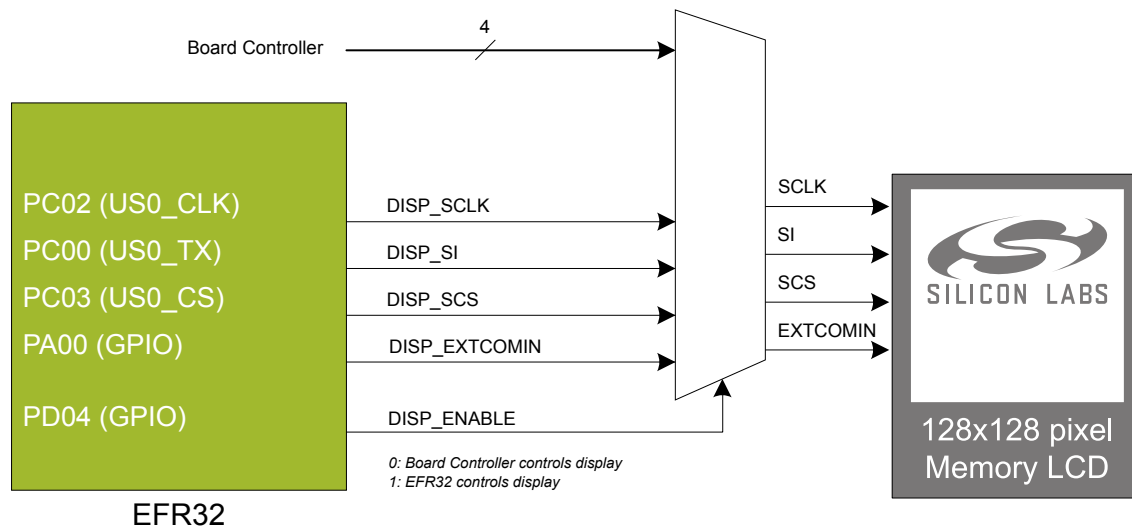 4
Board Controller
PC02 (US0_CLK)
PC00 (US0_TX)
PC03 (US0_CS)
PA00 (GPIO)
PD04 (GPIO)
EFR32
DISP_SCLK
DISP_SI
DISP_SCS
DISP_EXTCOMIN
DISP_ENABLE
0: Board Controller controls display
1: EFR32 controls display
SCLK
SI
SCS
EXTCOMIN
SILICON LABS
128x128 pixel
Memory LCD